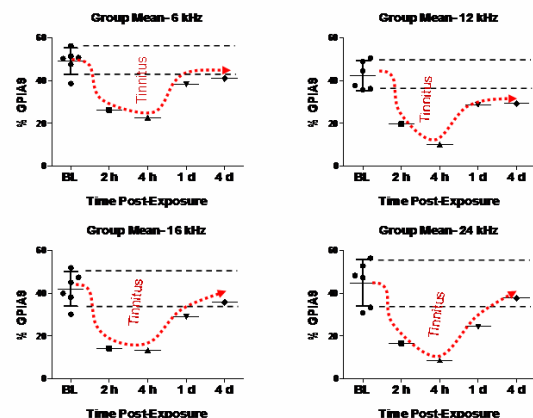 Group Mean- 6 kHz
% GPIAS
60
40
20
0
Tinnitus
BL 2 h 4 h 1 d 4 d
Time Post-Exposure
Group Mean- 12 kHz
% GPIAS
60
40
20
0
Tinnitus
BL 2 h 4 h 1 d 4 d
Time Post-Exposure
Group Mean- 16 kHz
% GPIAS
60
40
20
0
Tinnitus
BL 2 h 4 h 1 d 4 d
Time Post-Exposure
Group Mean- 24 kHz
% GPIAS
60
40
20
0
Tinnitus
BL 2 h 4 h 1 d 4 d
Time Post-Exposure